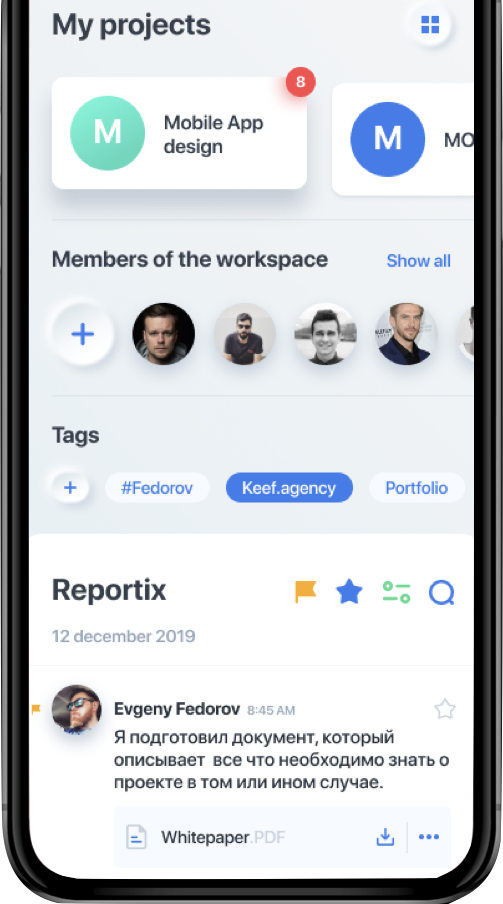 My projects
8
M
Mobile App
design
M
MO
Members of the workspace
Show all
Tags
#Fedorov
Keef.agency
Portfolio
Reportix
12 december 2019
Evgeny Fedorov 8:45 AM
Я подготовил документ, который
описывает все что необходимо знать о
проекте в том или ином случае.
Whitepaper.PDF